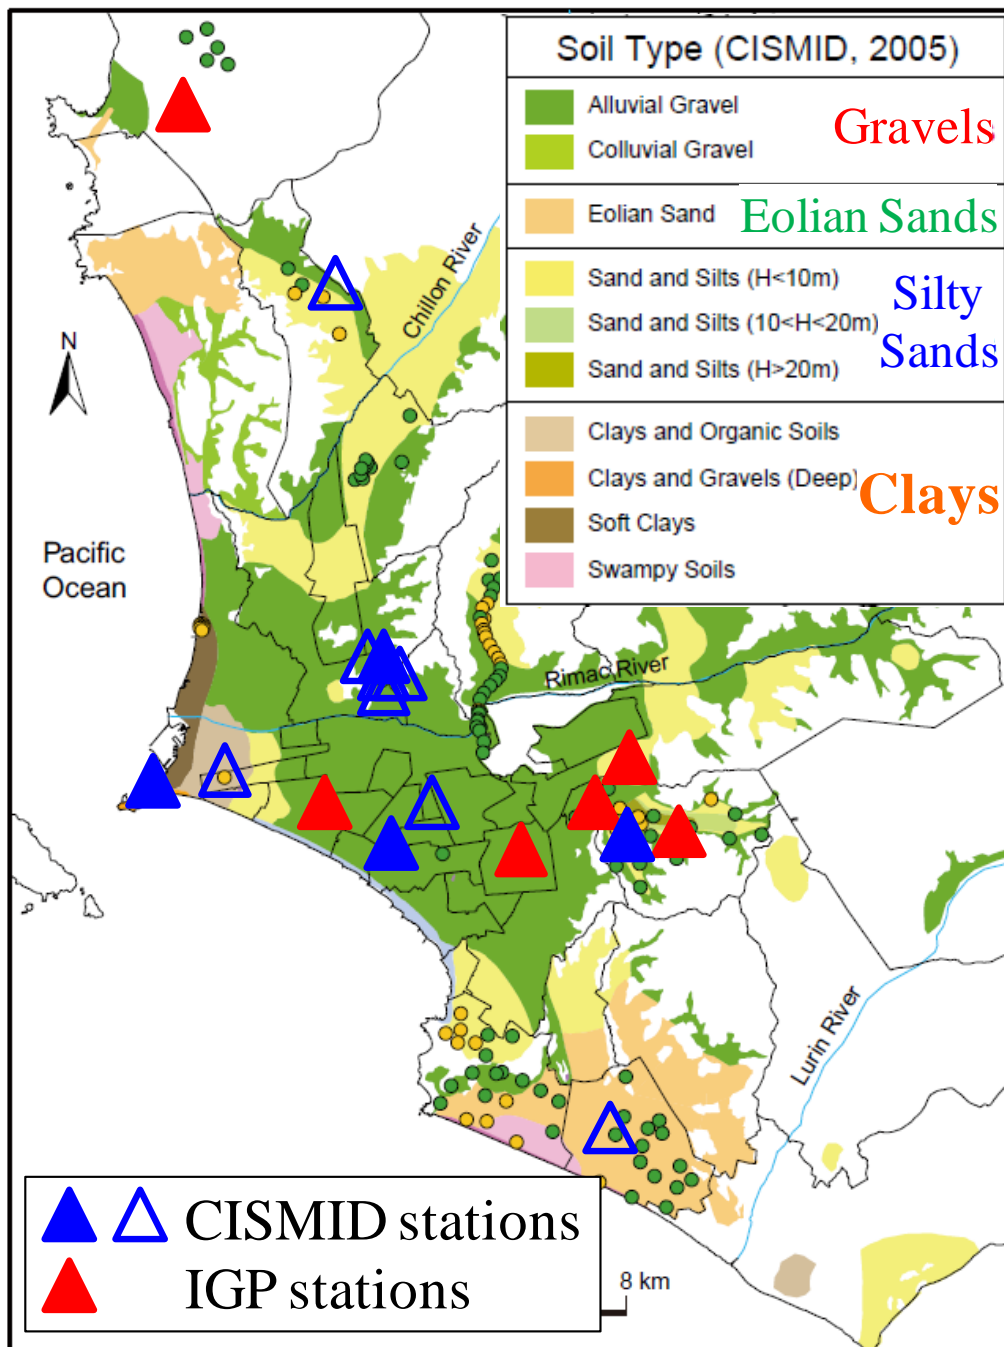 Soil Type (CISMID, 2005)
Alluvial Gravel
Colluvial Gravel
Gravels
Eolian Sand
Eolian Sands
Sand and Silts (H<10m)
Sand and Silts (10<H<20m)
Sand and Silts (H>20m)
Silty
Sands
Clays and Organic Soils
Clays and Gravels (Deep)
Soft Clays
Swampy Soils
Clays
Chillon River
N
Pacific
Ocean
Rimac River
Lurin River
CISMID stations
IGP stations
8 km